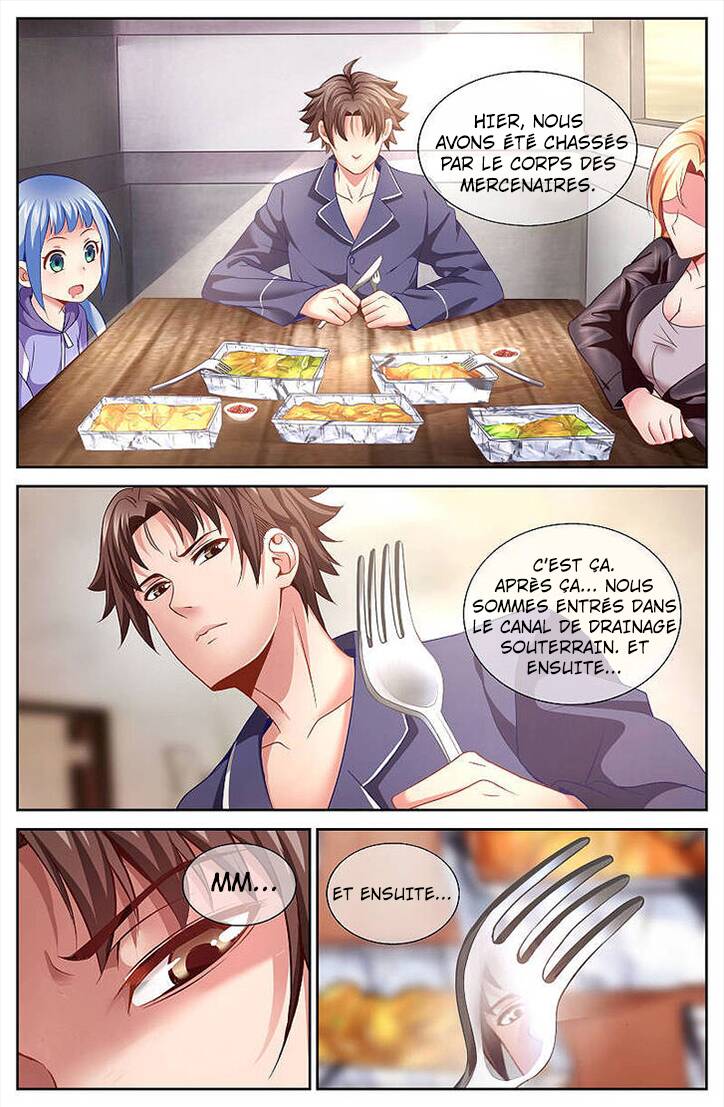 HIER, NOUS
AVONS ÉTÉ CHASSÉS
PAR LE CORPS DES
MERCENAIRES.
C'EST ÇA.
APRÈS ÇA... NOUS
SOMMES ENTRÉS DANS
LE CANAL DE DRAINAGE
SOUTERRAIN. ET
ENSUITE...
MM...
ET ENSUITE...